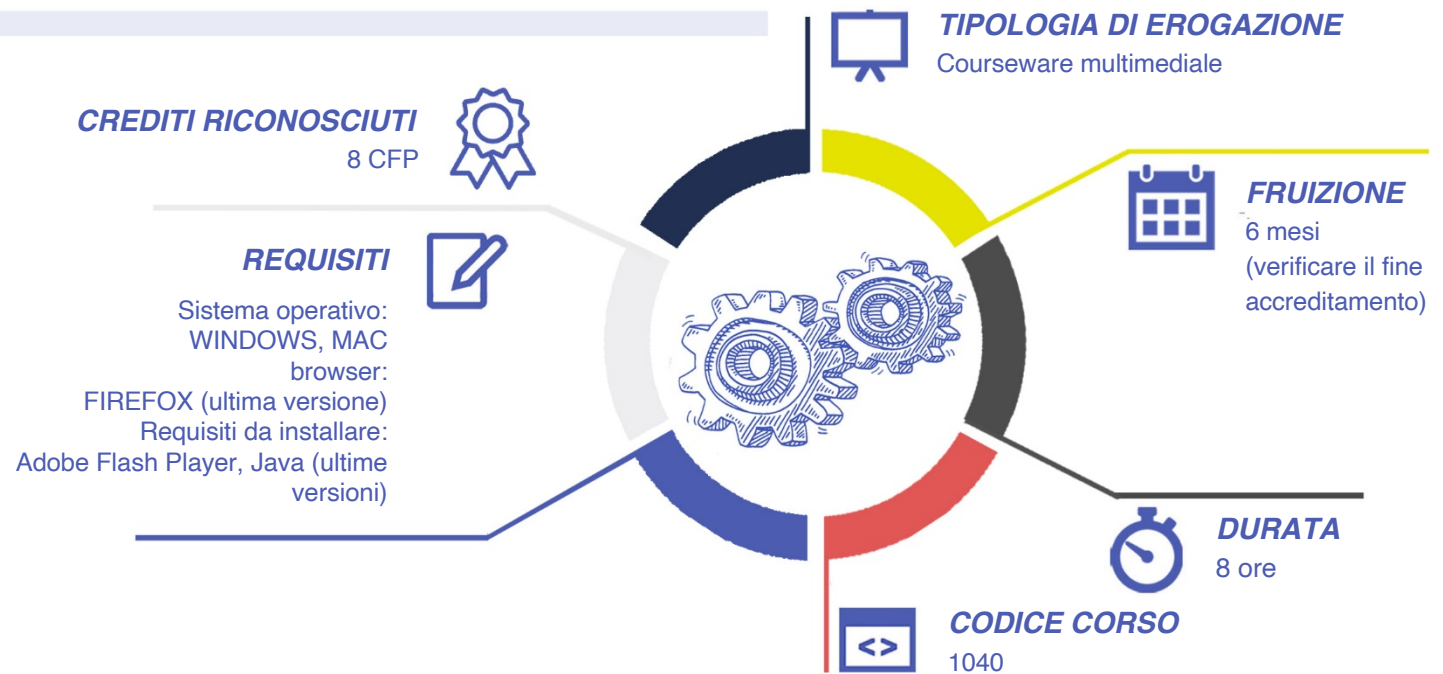 TIPOLOGIA DI EROGAZIONE
Courseware multimediale
CREDITI RICONOSCIUTI
8 CFP
FRUIZIONE
6 mesi
(verificare il fine
accreditamento)
REQUISITI
Sistema operativo:
WINDOWS, MAC
browser:
FIREFOX (ultima versione)
Requisiti da installare:
Adobe Flash Player, Java (ultime
versioni)
DURATA
8 ore
CODICE CORSO
1040